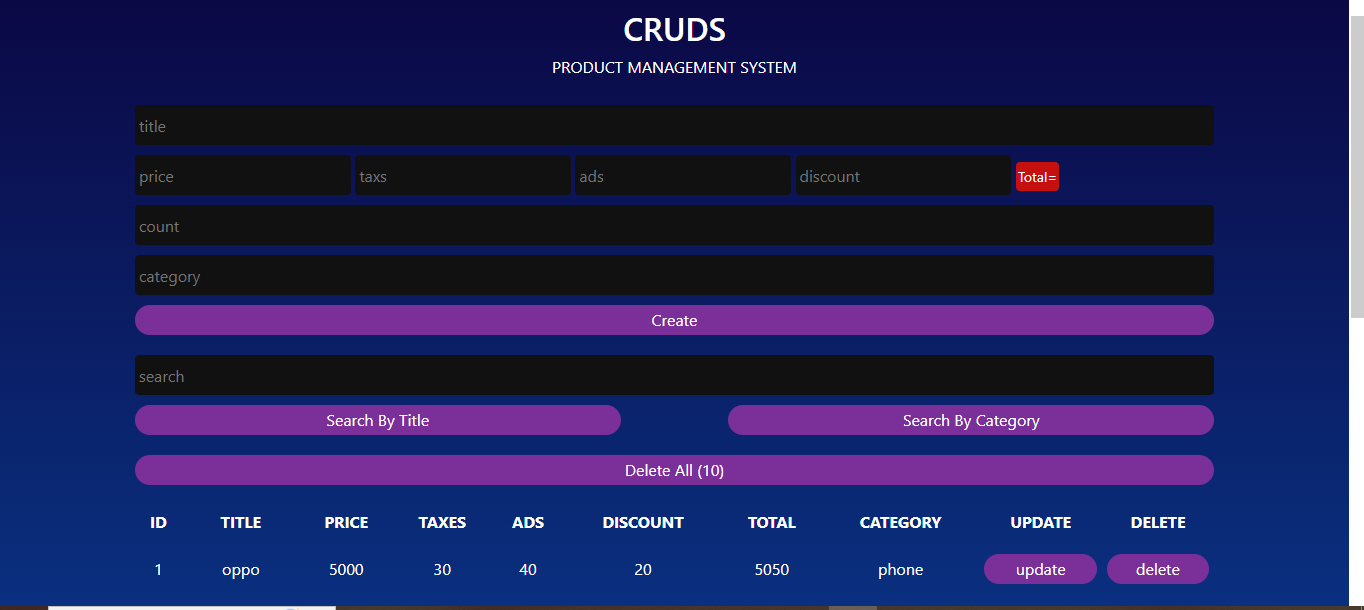 CRUDS
PRODUCT MANAGEMENT SYSTEM
title
price taxs ads discount Total=
count
category
Create
search
Search By Title Search By Category
Delete All (10)
ID TITLE PRICE TAXES ADS DISCOUNT TOTAL CATEGORY UPDATE DELETE
1 oppo 5000 30 40 20 5050 phone update delete